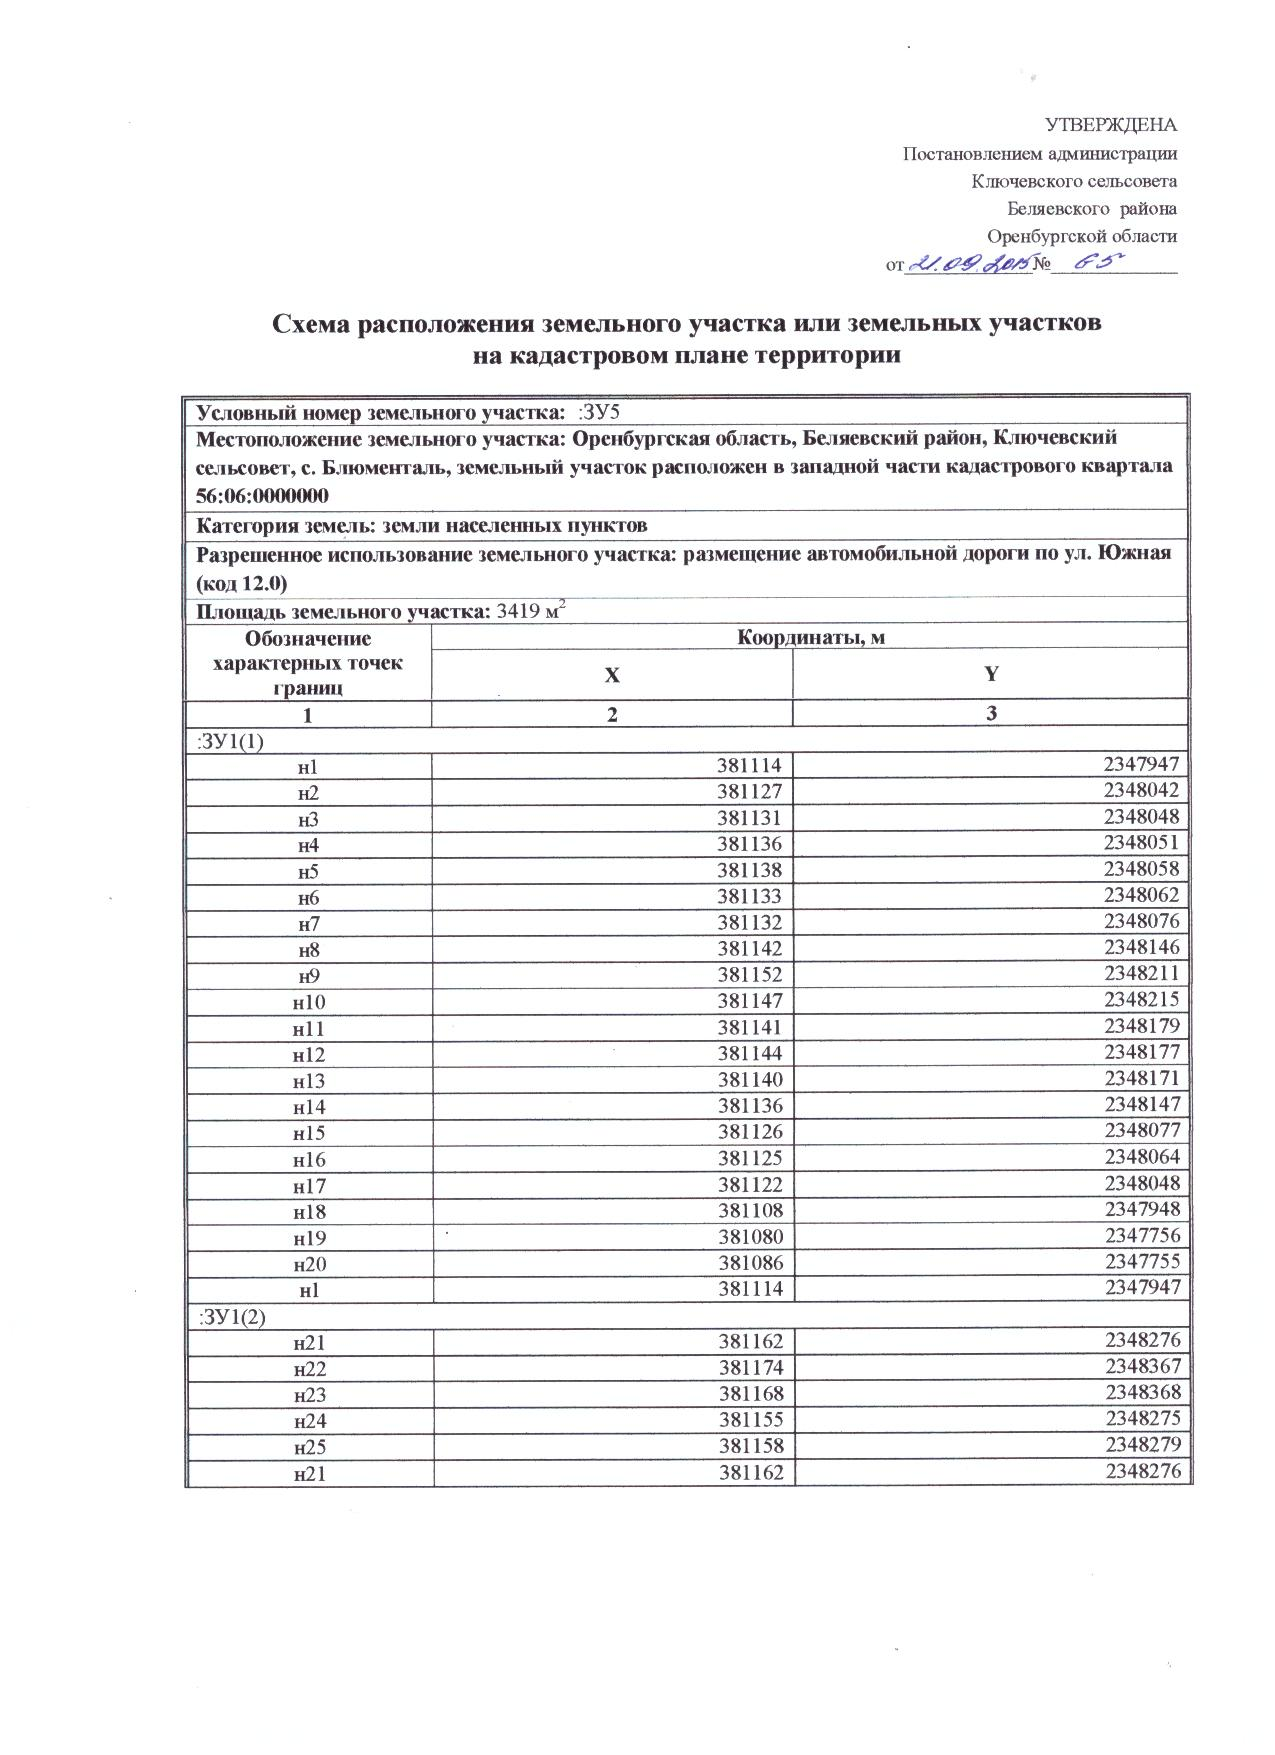 УТВЕРЖДЕНА
Постановлением администрации
Ключевского сельсовета
Беляевского района
Оренбургской области
от 21.09.2015 № 65
Схема расположения земельного участка или земельных участков
на кадастровом плане территории
Условный номер земельного участка: :ЗУ5
Местоположение земельного участка: Оренбургская область, Беляевский район, Ключевский
сельсовет, с. Блюменталь, земельный участок расположен в западной части кадастрового квартала
56:06:0000000
Категория земель: земли населенных пунктов
Разрешенное использование земельного участка: размещение автомобильной дороги по ул. Южная
(код 12.0)
Площадь земельного участка: 3419 м²
Обозначение
характерных точек
границ
Координаты, м
X Y
1 2 3
:ЗУ1(1)
н1 381114 2347947
н2 381127 2348042
н3 381131 2348048
н4 381136 2348051
н5 381138 2348058
н6 381133 2348062
н7 381132 2348076
н8 381142 2348146
н9 381152 2348211
н10 381147 2348215
н11 381141 2348179
н12 381144 2348177
н13 381140 2348171
н14 381136 2348147
н15 381126 2348077
н16 381125 2348064
н17 381122 2348048
н18 381108 2347948
н19 381080 2347756
н20 381086 2347755
н1 381114 2347947
:ЗУ1(2)
н21 381162 2348276
н22 381174 2348367
н23 381168 2348368
н24 381155 2348275
н25 381158 2348279
н21 381162 2348276